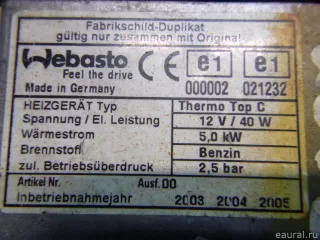 Fabrikschild-Duplikat
gültig nur zusammen mit Original
Webasto CE e1 e1
Feel the drive
Made in Germany 000002 021232
HEIZGERÄT Typ Thermo Top C
Spannung / El. Leistung 12 V / 40 W
Wärmestrom 5,0 kW
Brennstoff Benzin
zul. Betriebsüberdruck 2,5 bar
Artikel Nr. Ausf.00
Inbetriebnahmejahr 2003 2004 2005
eaural.ru